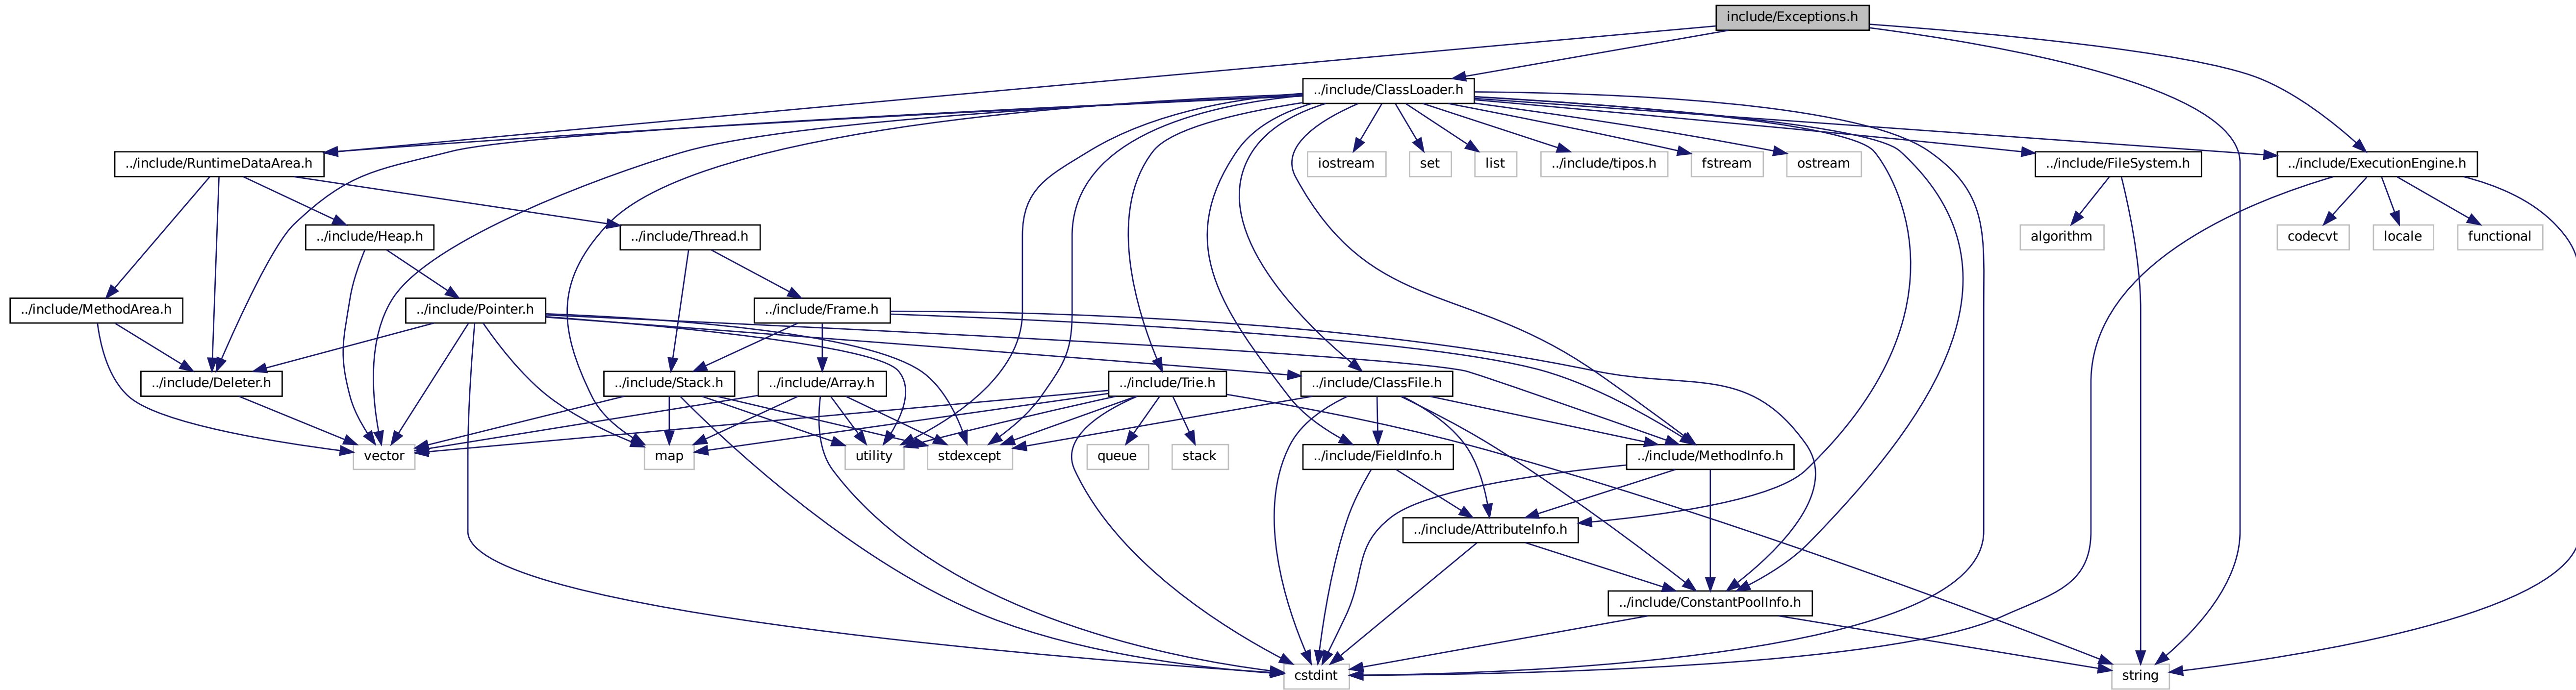 include/Exceptions.h
../include/ClassLoader.h
../include/RuntimeDataArea.h
iostream
set
list
../include/tipos.h
fstream
ostream
../include/FileSystem.h
../include/ExecutionEngine.h
../include/Heap.h
../include/Thread.h
algorithm
codecvt
locale
functional
../include/MethodArea.h
../include/Pointer.h
../include/Frame.h
../include/Deleter.h
../include/Stack.h
../include/Array.h
../include/Trie.h
../include/ClassFile.h
vector
map
utility
stdexcept
queue
stack
../include/FieldInfo.h
../include/MethodInfo.h
../include/AttributeInfo.h
../include/ConstantPoolInfo.h
cstdint
string